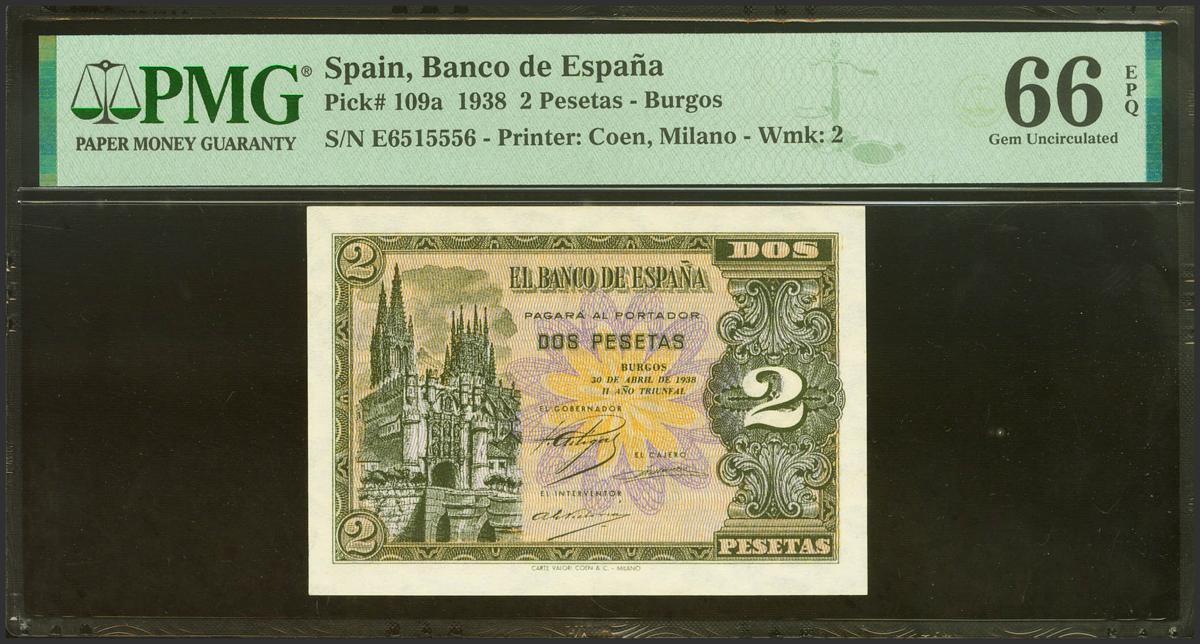 PMG®
PAPER MONEY GUARANTY
Spain, Banco de España
Pick# 109a 1938 2 Pesetas - Burgos
S/N E6515556 - Printer: Coen, Milano - Wmk: 2
66
EPQ
Gem Uncirculated
2
DOS
EL BANCO DE ESPAÑA
PAGARÁ AL PORTADOR
DOS PESETAS
BURGOS
30 DE ABRIL DE 1938
II AÑO TRIUNFAL
2
EL GOBERNADOR
EL CAJERO
EL INTERVENTOR
2
PESETAS
CARTE VALORI COEN & C. - MILANO